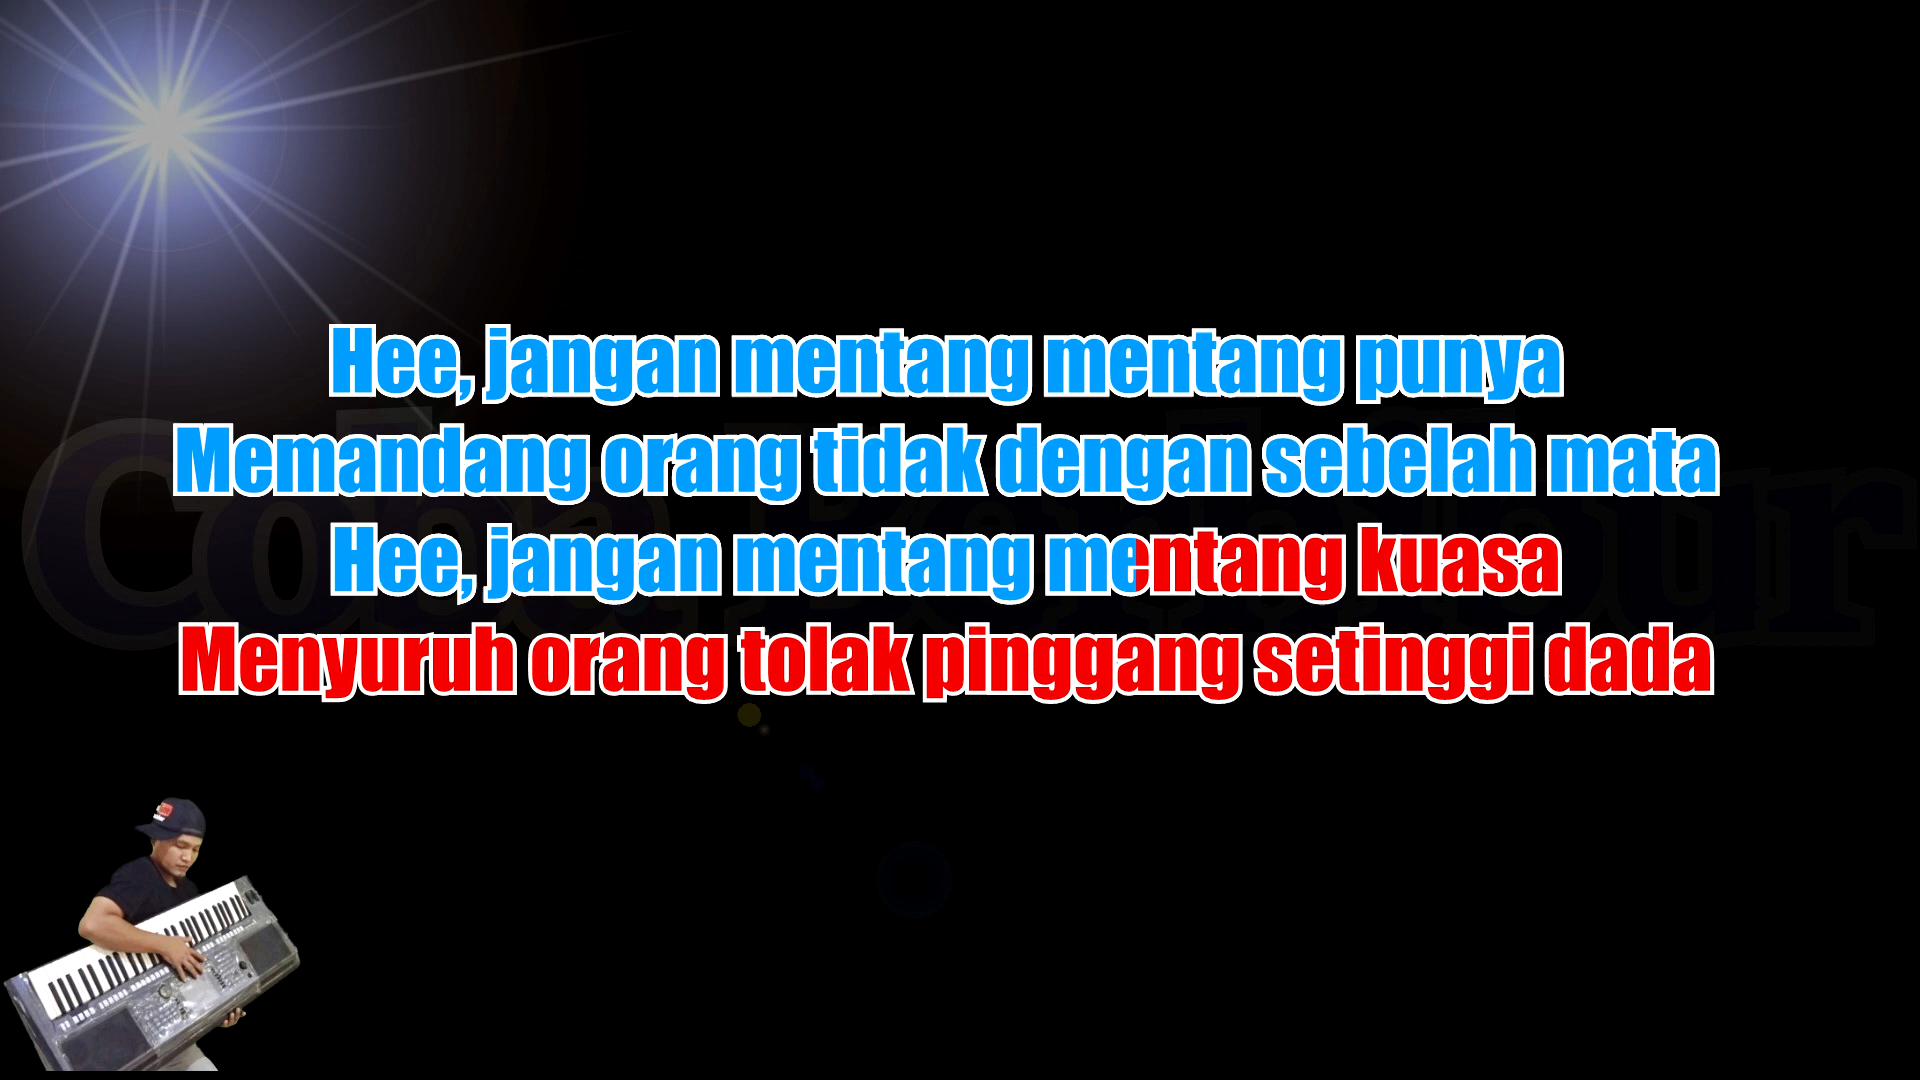 Hee, jangan mentang mentang punya
Memandang orang tidak dengan sebelah mata
Hee, jangan mentang mentang kuasa
Menyuruh orang tolak pinggang setinggi dada